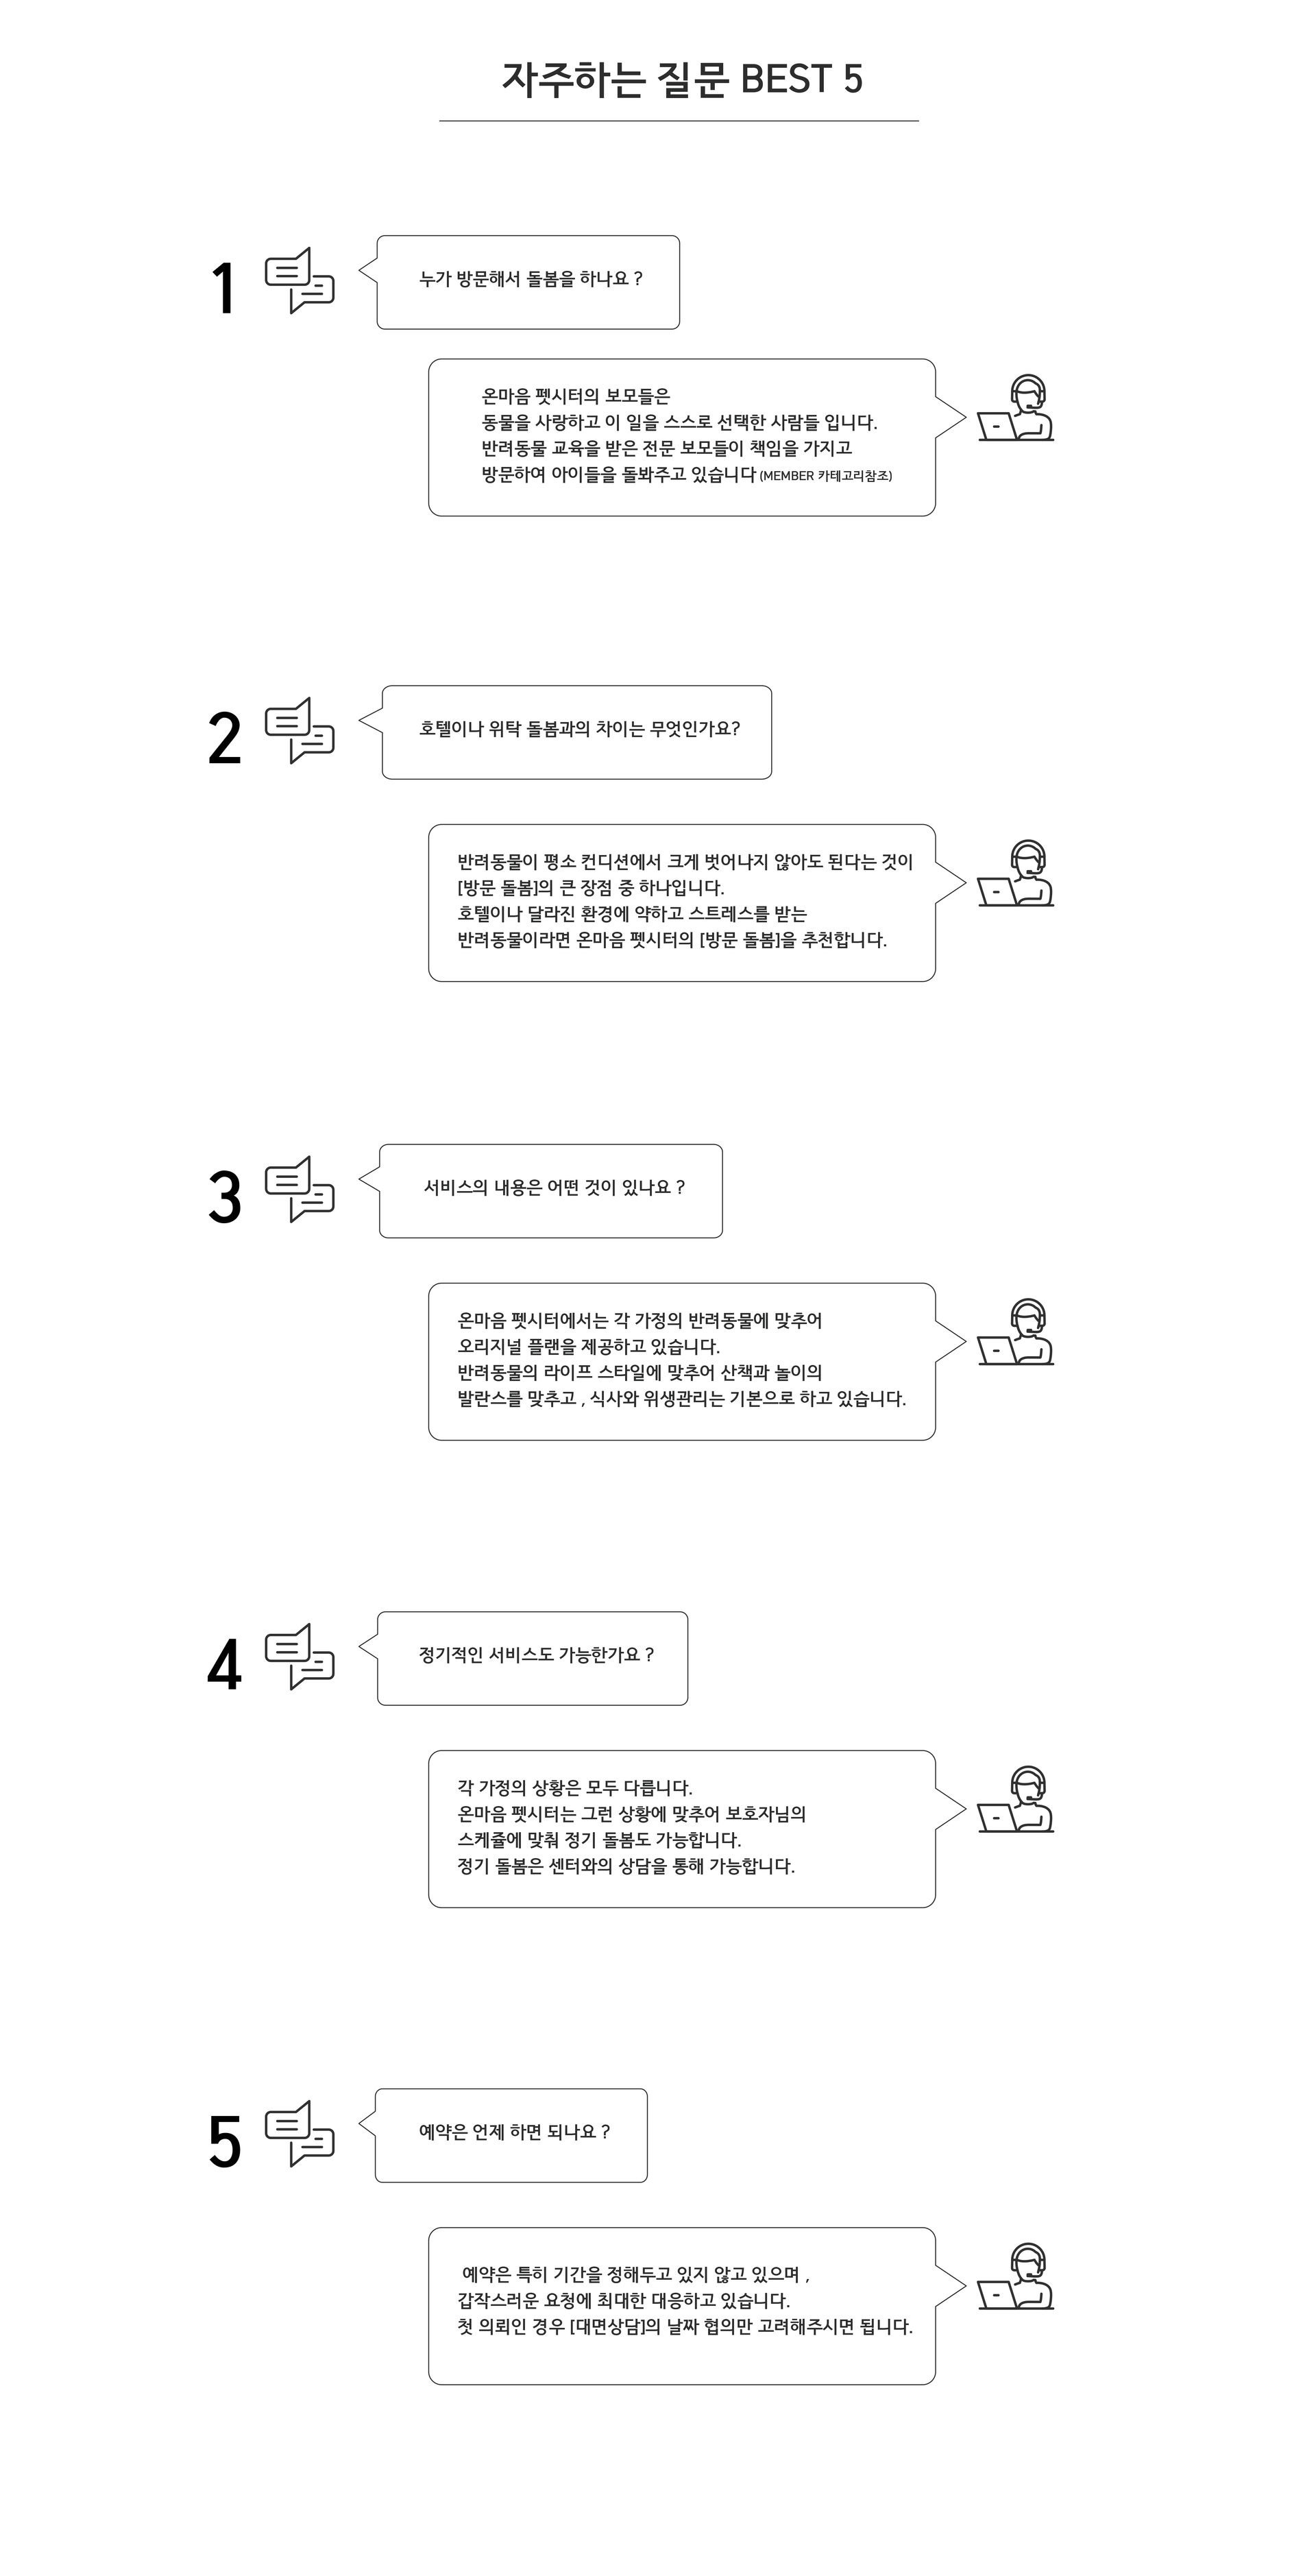 자주하는 질문 BEST 5
1
누가 방문해서 돌봄을 하나요 ?
온마음 펫시터의 보모들은
동물을 사랑하고 이 일을 스스로 선택한 사람들 입니다.
반려동물 교육을 받은 전문 보모들이 책임을 가지고
방문하여 아이들을 돌봐주고 있습니다 (MEMBER 카테고리참조)
2
호텔이나 위탁 돌봄과의 차이는 무엇인가요?
반려동물이 평소 컨디션에서 크게 벗어나지 않아도 된다는 것이
[방문 돌봄]의 큰 장점 중 하나입니다.
호텔이나 달라진 환경에 약하고 스트레스를 받는
반려동물이라면 온마음 펫시터의 [방문 돌봄]을 추천합니다.
3
서비스의 내용은 어떤 것이 있나요 ?
온마음 펫시터에서는 각 가정의 반려동물에 맞추어
오리지널 플랜을 제공하고 있습니다.
반려동물의 라이프 스타일에 맞추어 산책과 놀이의
발란스를 맞추고 , 식사와 위생관리는 기본으로 하고 있습니다.
4
정기적인 서비스도 가능한가요 ?
각 가정의 상황은 모두 다릅니다.
온마음 펫시터는 그런 상황에 맞추어 보호자님의
스케쥴에 맞춰 정기 돌봄도 가능합니다.
정기 돌봄은 센터와의 상담을 통해 가능합니다.
5
예약은 언제 하면 되나요 ?
예약은 특히 기간을 정해두고 있지 않고 있으며 ,
갑작스러운 요청에 최대한 대응하고 있습니다.
첫 의뢰인 경우 [대면상담]의 날짜 협의만 고려해주시면 됩니다.